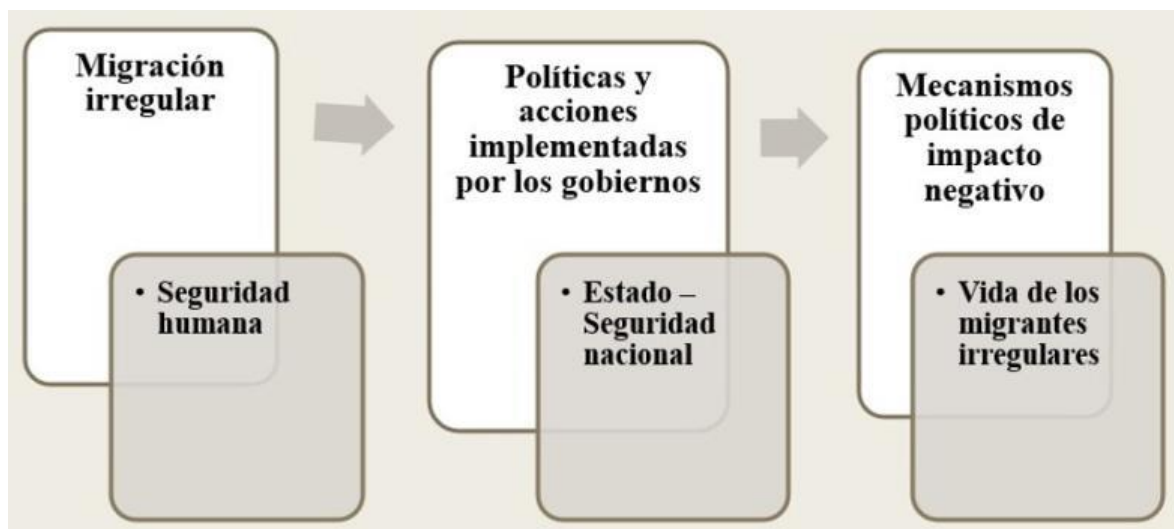 Migración
irregular
• Seguridad
humana
Políticas y
acciones
implementadas
por los gobiernos
• Estado –
Seguridad
nacional
Mecanismos
políticos de
impacto
negativo
• Vida de los
migrantes
irregulares